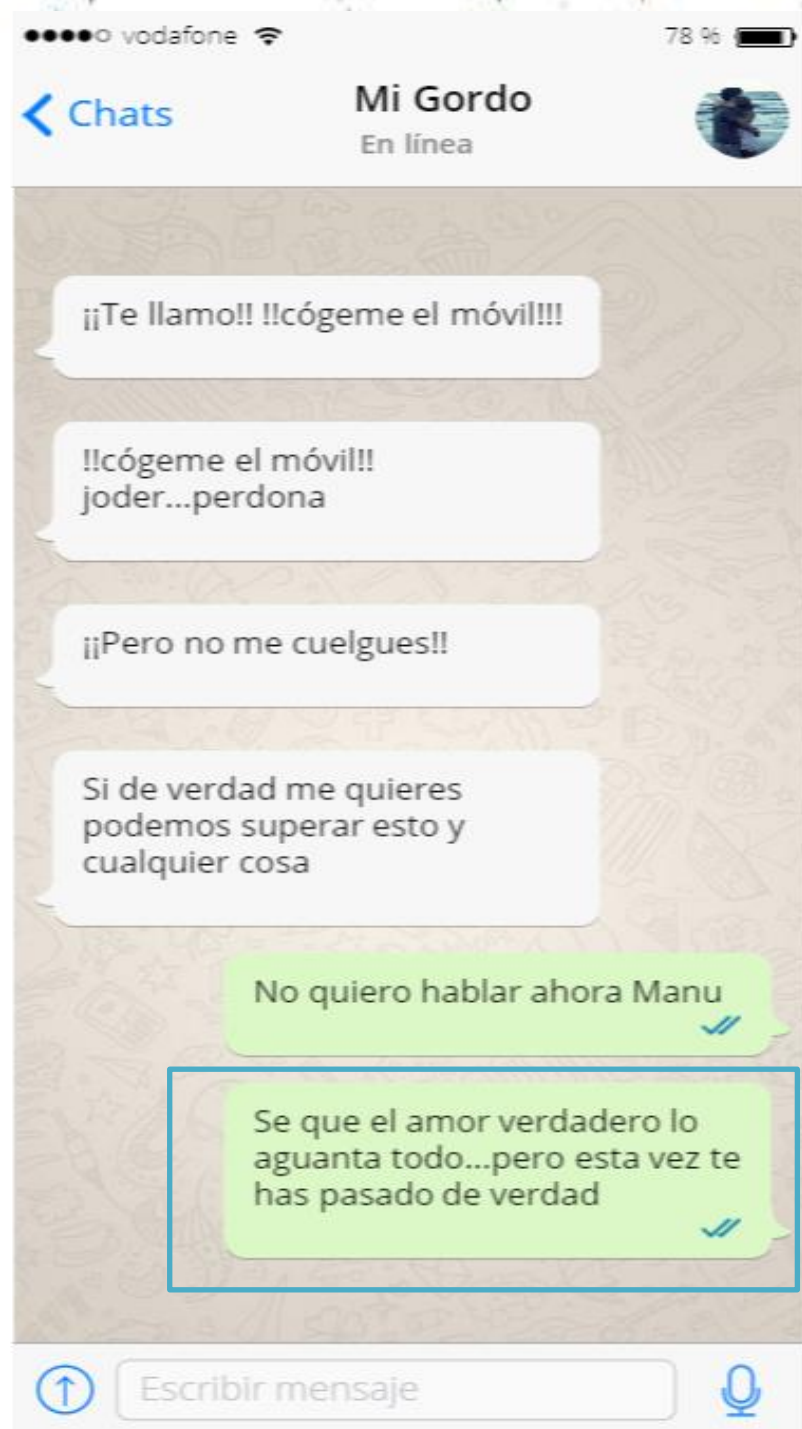 vodafone 78 %
Chats
Mi Gordo
En línea
¡¡Te llamo!! !!cógeme el móvil!!!
!!cógeme el móvil!!
joder...perdona
¡¡Pero no me cuelgues!!
Si de verdad me quieres
podemos superar esto y
cualquier cosa
No quiero hablar ahora Manu
Se que el amor verdadero lo
aguanta todo...pero esta vez te
has pasado de verdad
Escribir mensaje